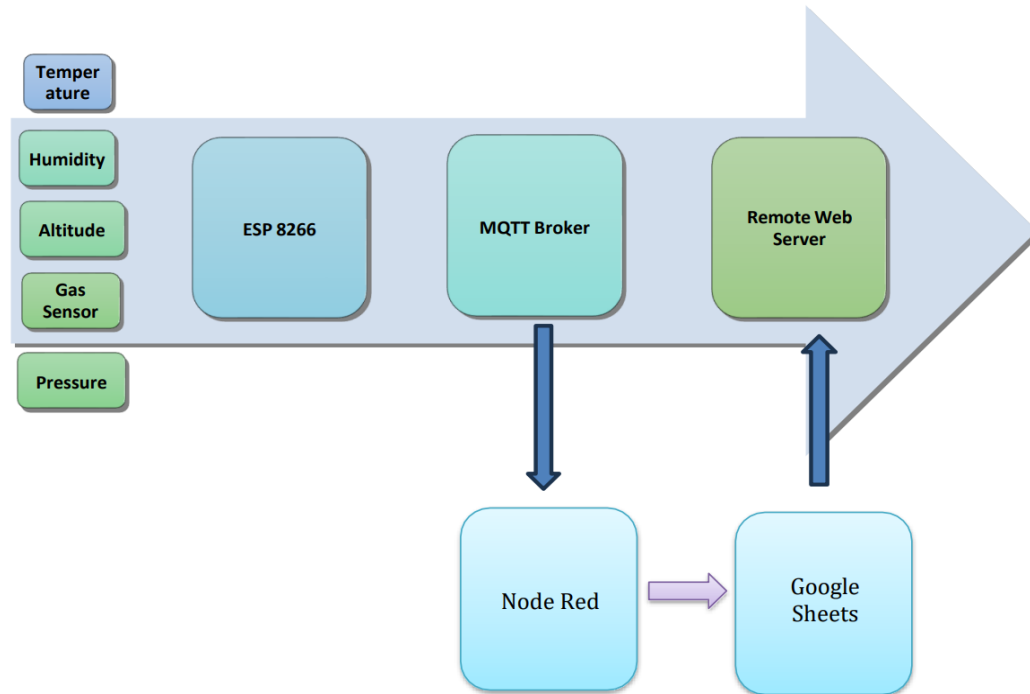 Temper
ature
Humidity
Altitude
Gas
Sensor
Pressure
ESP 8266
MQTT Broker
Remote Web
Server
Node Red
Google
Sheets